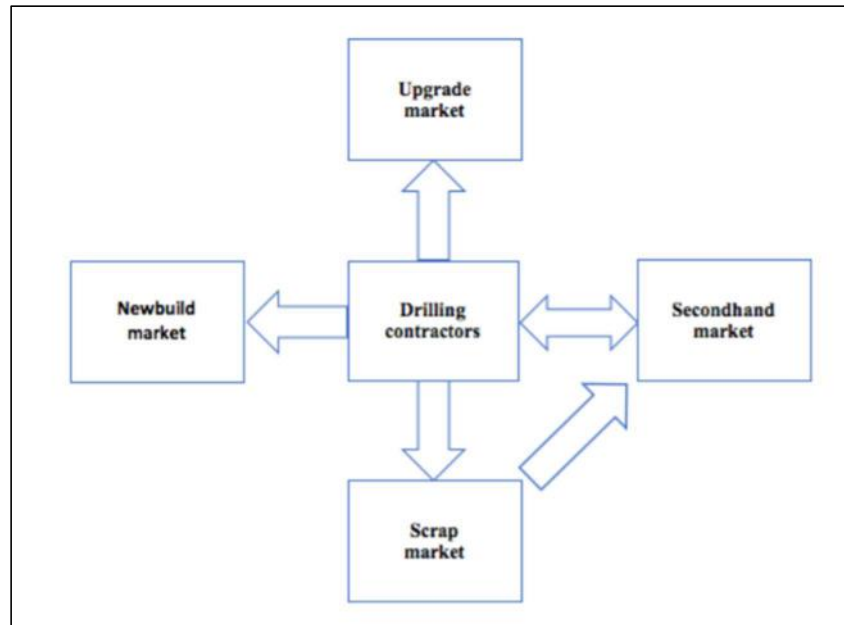 Upgrade
market
Newbuild
market
Drilling
contractors
Secondhand
market
Scrap
market